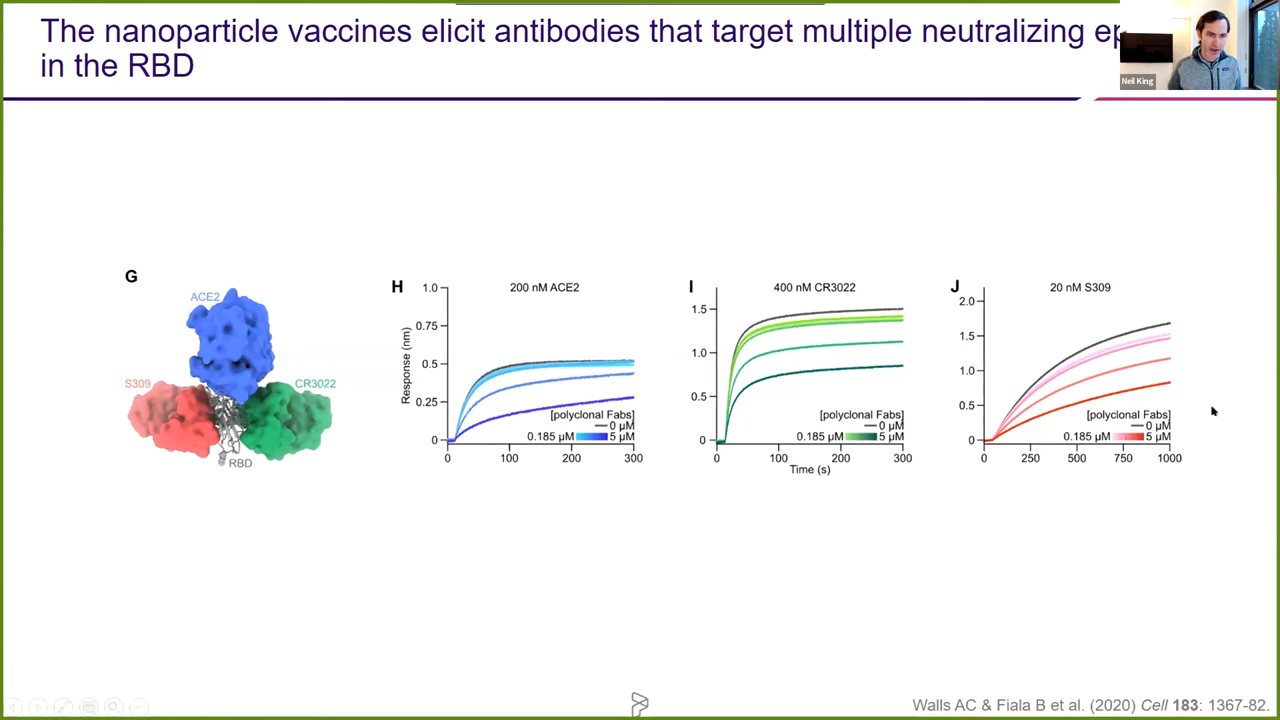 The nanoparticle vaccines elicit antibodies that target multiple neutralizing
in the RBD
Neil King
G
ACE2
S309
CR3022
RBD
H
200 nM ACE2
Response (nm)
1.0
0.75
0.5
0.25
0
[polyclonal Fabs]
0 µM
0.185 µM 5 µM
0 100 200 300
I
400 nM CR3022
1.5
1.0
0.5
0
[polyclonal Fabs]
0 µM
0.185 µM 5 µM
0 100 200 300
Time (s)
J
20 nM S309
2.0
1.5
1.0
0.5
0
[polyclonal Fabs]
0 µM
0.185 µM 5 µM
0 250 500 750 1000
Walls AC & Fiala B et al. (2020) Cell 183: 1367-82.